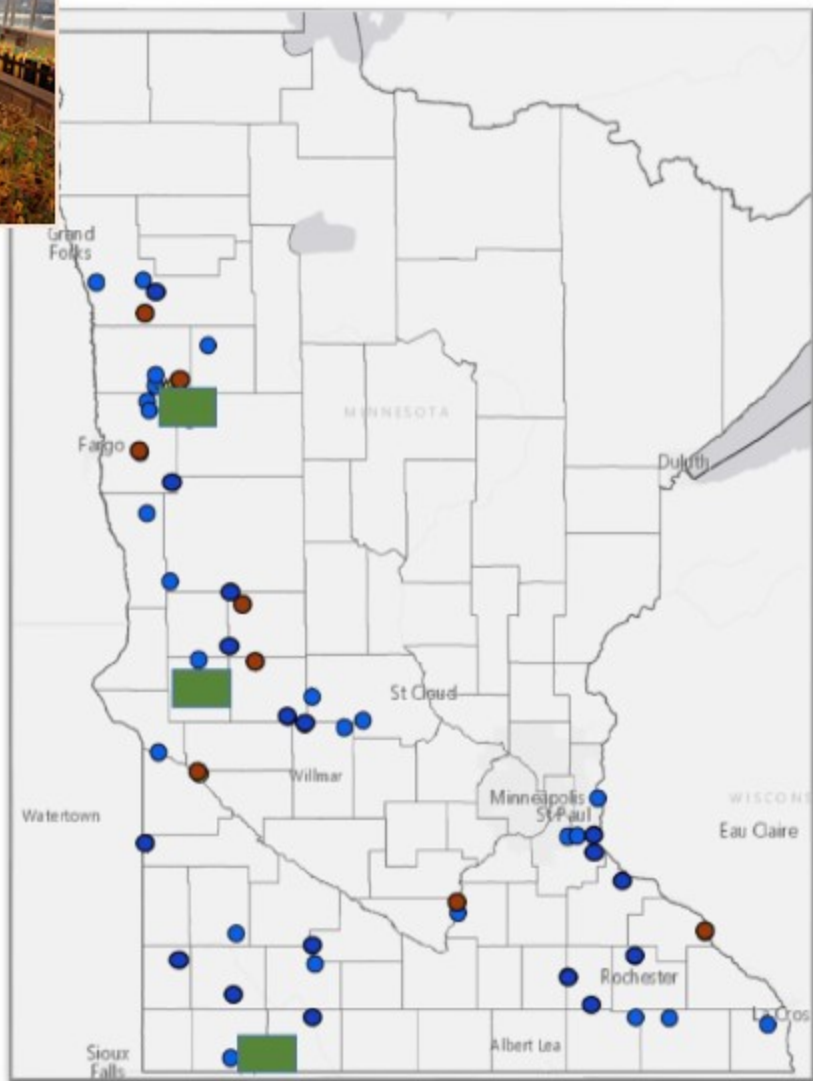 Grand
Forks
MINNESOTA
Fargo
Duluth
St Cloud
Willmar
Minneapolis
St Paul
WISCONS
Watertown
Eau Claire
Rochester
La Cros
Albert Lea
Sioux
Falls